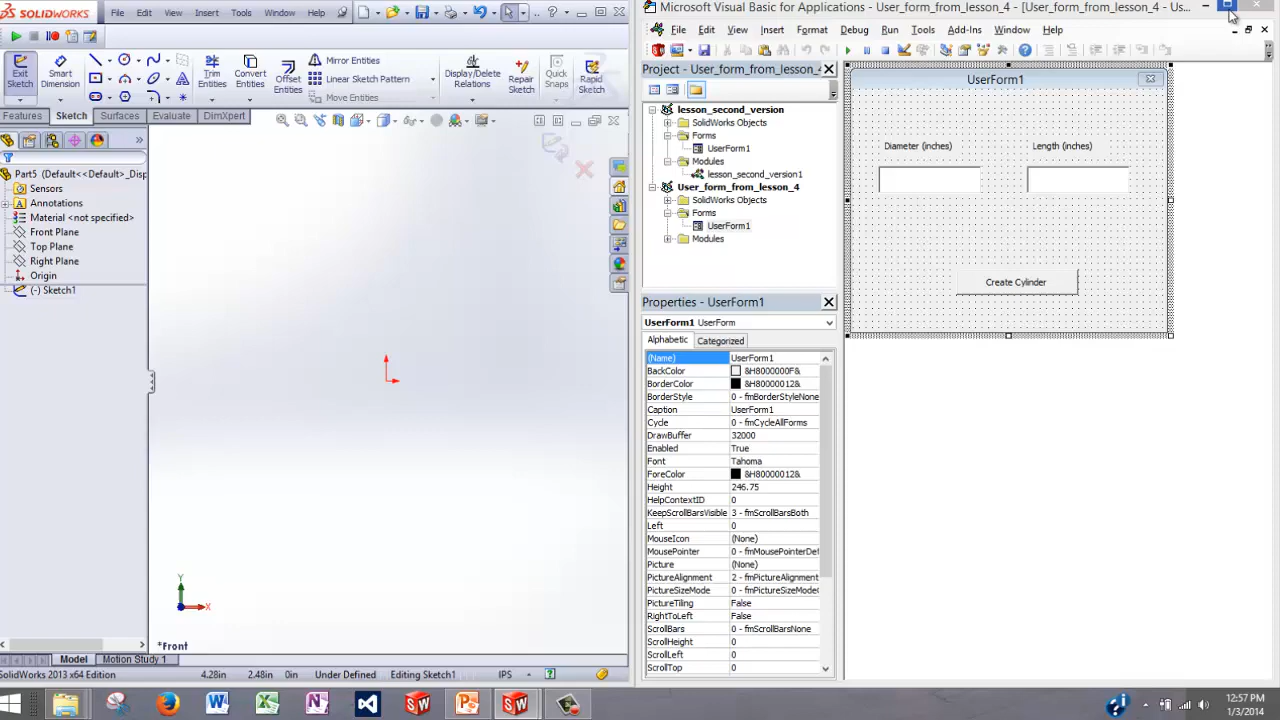 SOLIDWORKS
File Edit View Insert Tools Window Help
Exit Sketch
Smart Dimension
Trim Entities
Convert Entities
Offset Entities
Mirror Entities
Linear Sketch Pattern
Move Entities
Display/Delete Relations
Repair Sketch
Quick Snaps
Rapid Sketch
Features Sketch Surfaces Evaluate DimXpert
Part5 (Default<<Default>_Disp
Sensors
Annotations
Material <not specified>
Front Plane
Top Plane
Right Plane
Origin
(-) Sketch1
Y
X
*Front
Model Motion Study 1
SolidWorks 2013 x64 Edition 4.28in 2.48in 0in Under Defined Editing Sketch1 IPS
Microsoft Visual Basic for Applications - User_form_from_lesson_4 - [User_form_from_lesson_4 - Us...
File Edit View Insert Format Debug Run Tools Add-Ins Window Help
Project - User_form_from_lesson_4
lesson_second_version
SolidWorks Objects
Forms
UserForm1
Modules
lesson_second_version1
User_form_from_lesson_4
SolidWorks Objects
Forms
UserForm1
Modules
Properties - UserForm1
UserForm1 UserForm
Alphabetic Categorized
(Name) UserForm1
BackColor &H8000000F&
BorderColor &H80000012&
BorderStyle 0 - fmBorderStyleNone
Caption UserForm1
Cycle 0 - fmCycleAllForms
DrawBuffer 32000
Enabled True
Font Tahoma
ForeColor &H80000012&
Height 246.75
HelpContextID 0
KeepScrollBarsVisible 3 - fmScrollBarsBoth
Left 0
MouseIcon (None)
MousePointer 0 - fmMousePointerDef
Picture (None)
PictureAlignment 2 - fmPictureAlignment
PictureSizeMode 0 - fmPictureSizeMode
PictureTiling False
RightToLeft False
ScrollBars 0 - fmScrollBarsNone
ScrollHeight 0
ScrollLeft 0
ScrollTop 0
UserForm1
Diameter (inches) Length (inches)
Create Cylinder
12:57 PM
1/3/2014